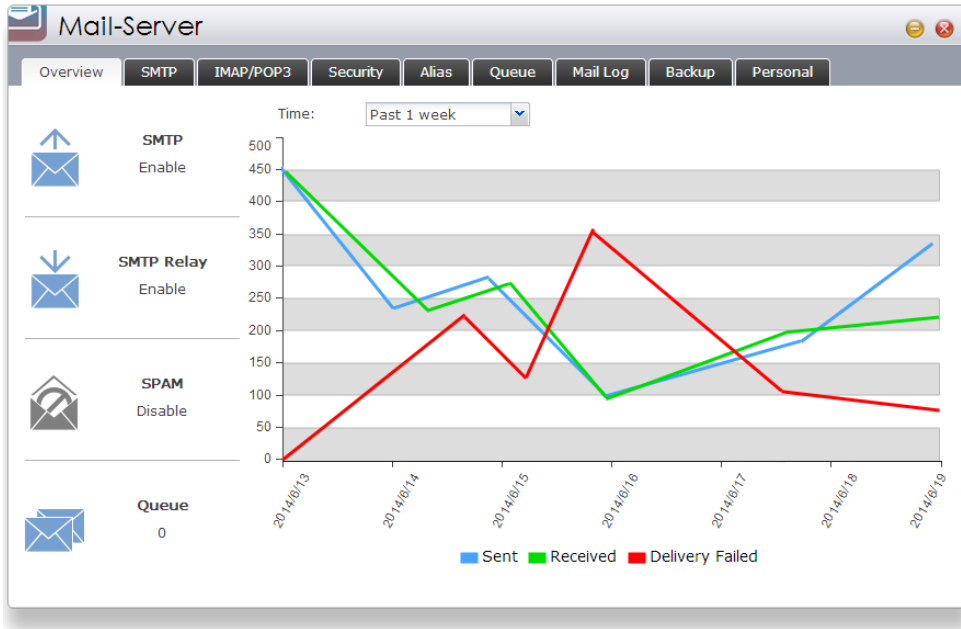 Mail-Server
Overview SMTP IMAP/POP3 Security Alias Queue Mail Log Backup Personal
Time: Past 1 week
SMTP
Enable
SMTP Relay
Enable
SPAM
Disable
Queue
0
500
450
400
350
300
250
200
150
100
50
0
2014/6/13 2014/6/14 2014/6/15 2014/6/16 2014/6/17 2014/6/18 2014/6/19
Sent Received Delivery Failed